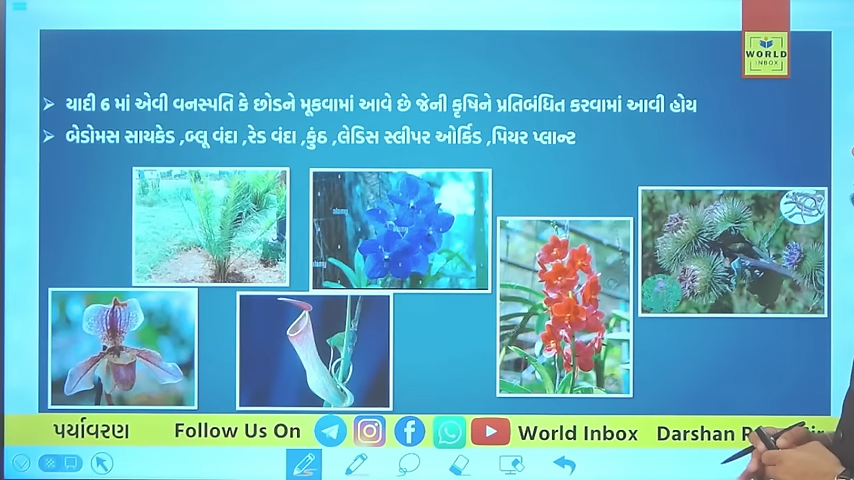 WORLD
INBOX
યાદી 6 માં એવી વનસ્પતિ કે છોડને મૂકવામાં આવે છે જેની કૃષિને પ્રતિબંધિત કરવામાં આવી હોય
બેડોમસ સાયકેડ ,બ્લૂ વંદા ,રેડ વંદા ,કુંઠ ,લેડિસ સ્લીપર ઓર્કિડ ,પિચર પ્લાન્ટ
alamy
પર્યાવરણ Follow Us On World Inbox Darshan